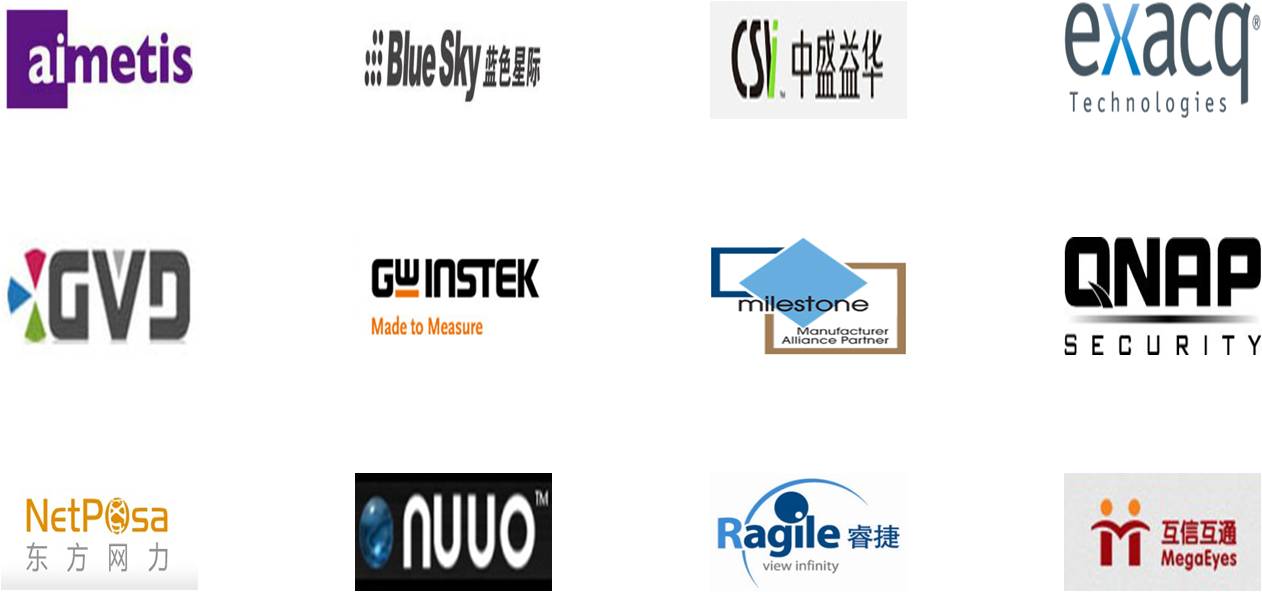 aimetis
Blue Sky 蓝色星际
CSVi™ 中盛益华
exacq®
Technologies
GVD
GW INSTEK
Made to Measure
milestone
Manufacturer
Alliance Partner
QNAP
SECURITY
NetPosa
东方网力
NUUO™
Ragile 睿捷
view infinity
互信互通
MegaEyes